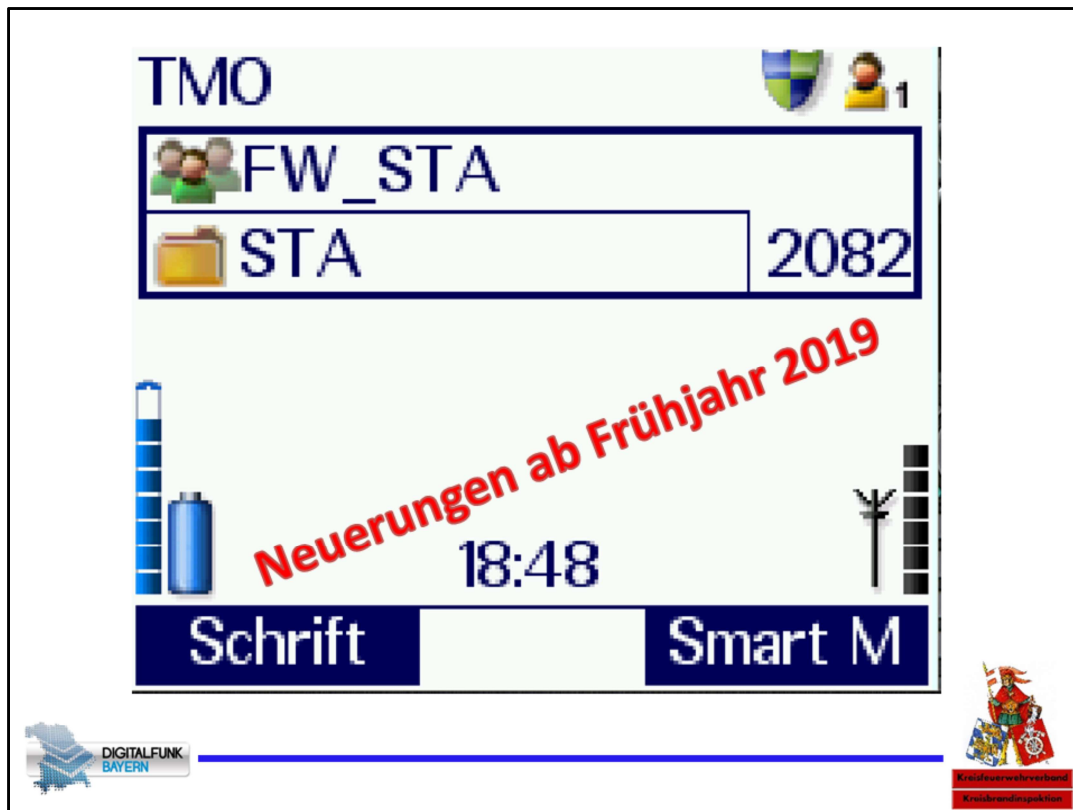 TMO
1
FW_STA
STA
2082
Neuerungen ab Frühjahr 2019
18:48
Schrift
Smart M
DIGITALFUNK
BAYERN
Kreisfeuerwehrverband
Kreisbrandinspektion